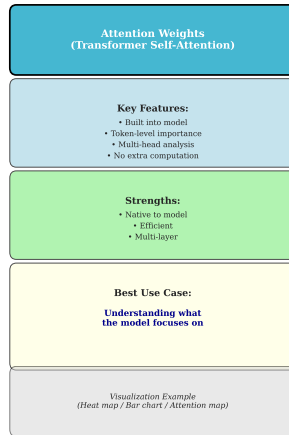 Attention Weights
(Transformer Self-Attention)
Key Features:
• Built into model
• Token-level importance
• Multi-head analysis
• No extra computation
Strengths:
• Native to model
• Efficient
• Multi-layer
Best Use Case:
Understanding what
the model focuses on
Visualization Example
(Heat map / Bar chart / Attention map)